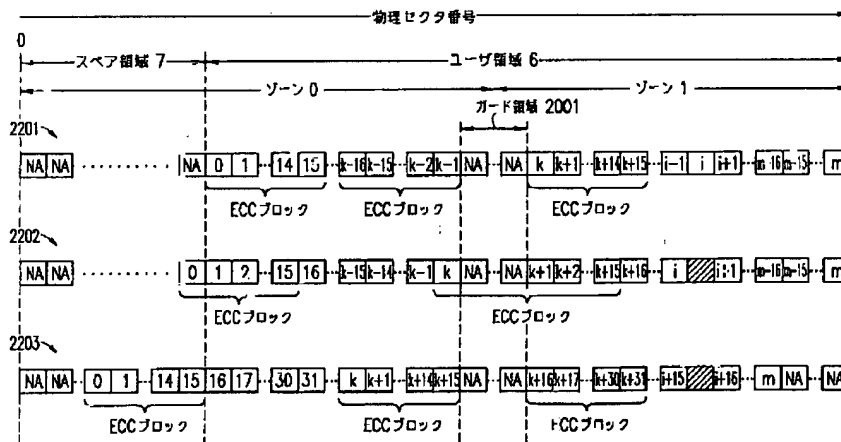 物理セクタ番号
0
スペア領域 7 ユーザ領域 6
ゾーン 0 ゾーン 1
ガード領域 2001
2201
NA NA ·········· NA 0 1 14 15 k-16 k-15 k-2 k-1 NA NA k k+1 k+14 k+15 i-1 i i+1 m-16 m-15 m
ECCブロック ECCブロック ECCブロック
2202
NA NA ·········· 0 1 2 15 16 k-15 k-14 k-1 k NA NA k+1 k+2 k+15 k+16 i i+1 m-16 m-15 m
ECCブロック ECCブロック
2203
NA NA 0 1 14 15 16 17 30 31 k k+1 k+14 k+15 NA NA k+16 k+17 k+30 k+31 i+15 i+16 m NA NA
ECCブロック ECCブロック ECCブロック